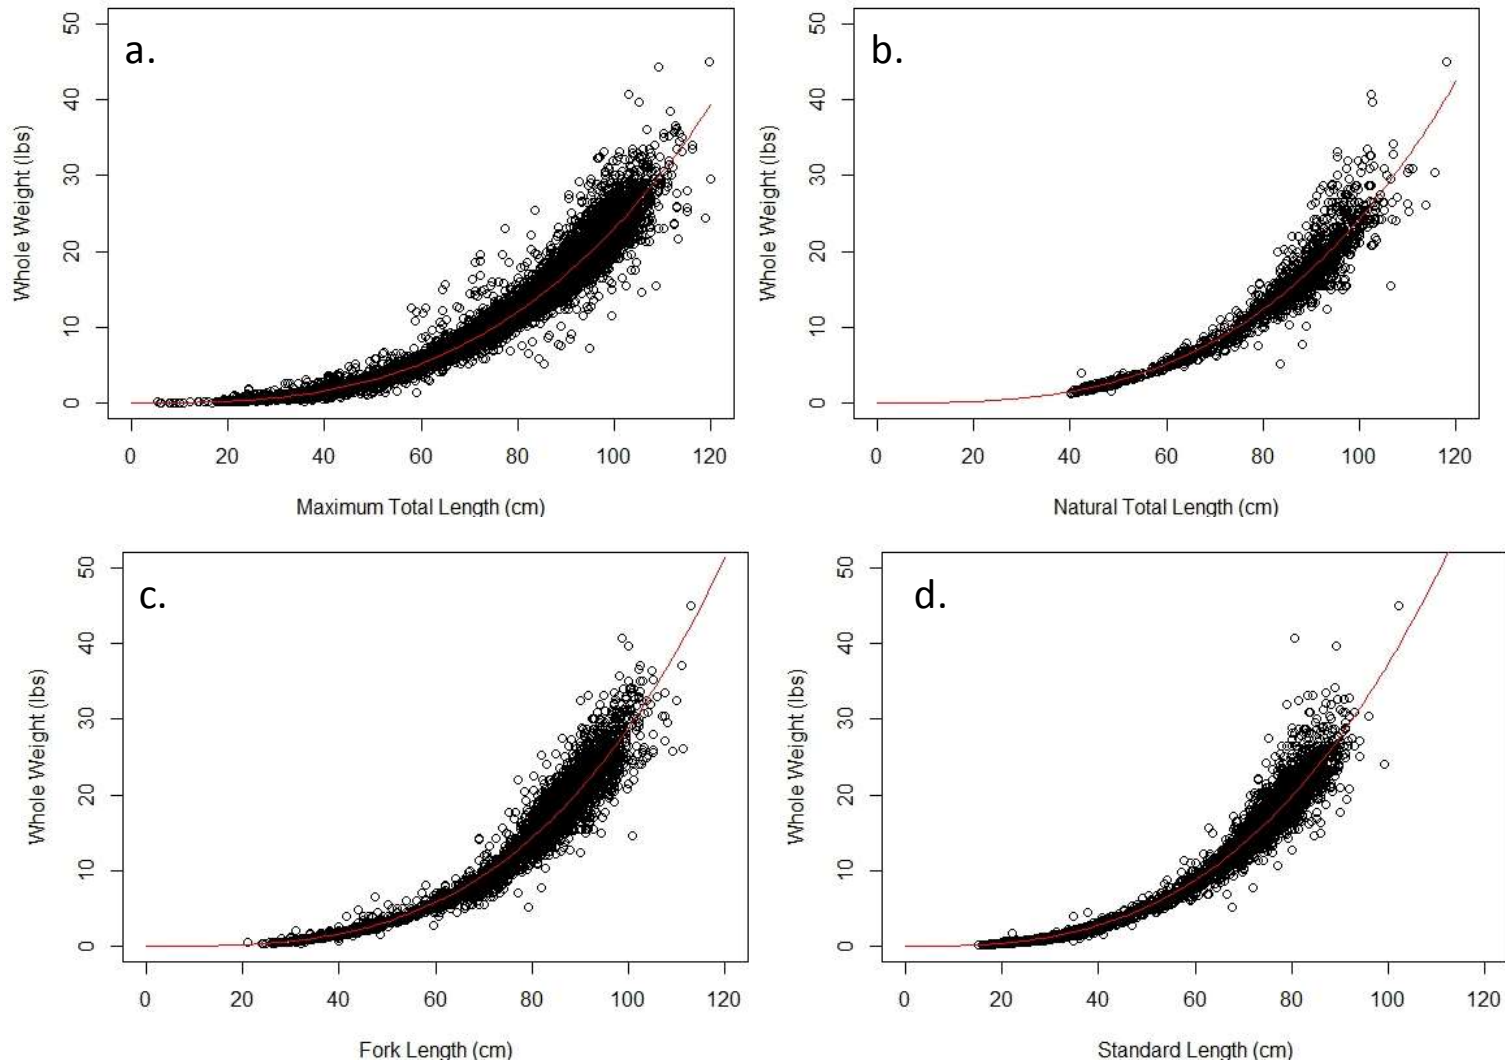 a.
50
40
30
20
10
0
Whole Weight (lbs)
0 20 40 60 80 100 120
Maximum Total Length (cm)
b.
50
40
30
20
10
0
Whole Weight (lbs)
0 20 40 60 80 100 120
Natural Total Length (cm)
c.
50
40
30
20
10
0
Whole Weight (lbs)
0 20 40 60 80 100 120
Fork Length (cm)
d.
50
40
30
20
10
0
Whole Weight (lbs)
0 20 40 60 80 100 120
Standard Length (cm)